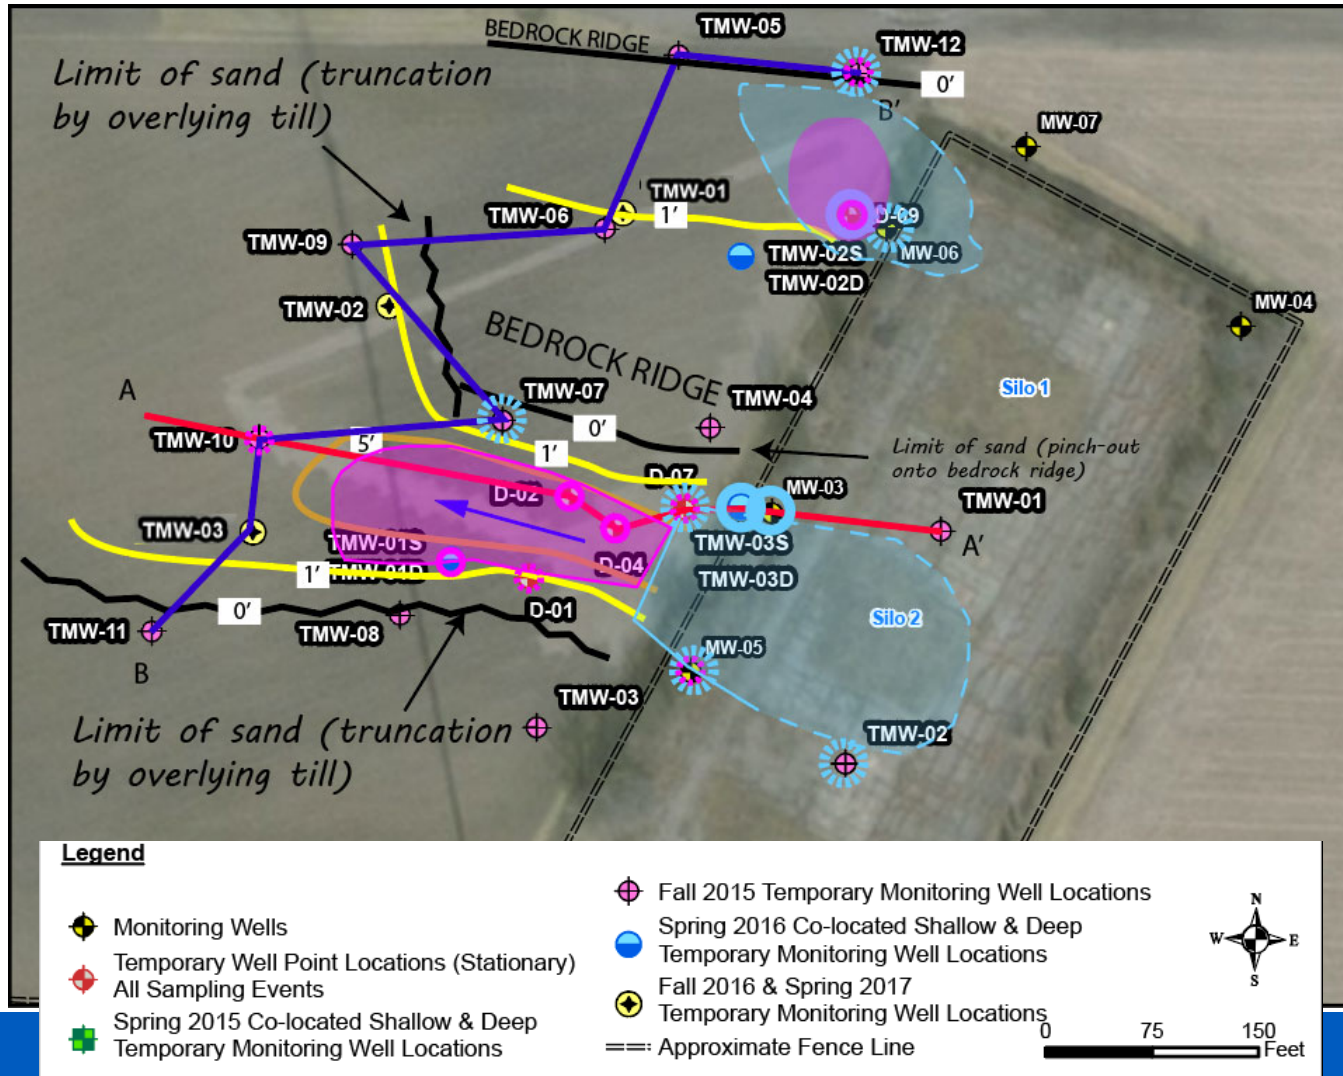 BEDROCK RIDGE
TMW-05
TMW-12
0'
B'
Limit of sand (truncation
by overlying till)
MW-07
TMW-01
TMW-06
1'
D-09
TMW-09
TMW-02S
MW-06
TMW-02D
TMW-02
MW-04
BEDROCK RIDGE
A
TMW-07
TMW-04
Silo 1
TMW-10
5'
0'
1'
Limit of sand (pinch-out
onto bedrock ridge)
D-07
D-02
MW-03
TMW-01
TMW-03
TMW-01S
TMW-03S
A'
D-04
TMW-01D
TMW-03D
1'
0'
D-01
Silo 2
TMW-11
TMW-08
MW-05
B
TMW-03
Limit of sand (truncation
by overlying till)
TMW-02
Legend
Monitoring Wells
Temporary Well Point Locations (Stationary)
All Sampling Events
Spring 2015 Co-located Shallow & Deep
Temporary Monitoring Well Locations
Fall 2015 Temporary Monitoring Well Locations
Spring 2016 Co-located Shallow & Deep
Temporary Monitoring Well Locations
Fall 2016 & Spring 2017
Temporary Monitoring Well Locations
Approximate Fence Line
N
W
E
S
0 75 150
Feet